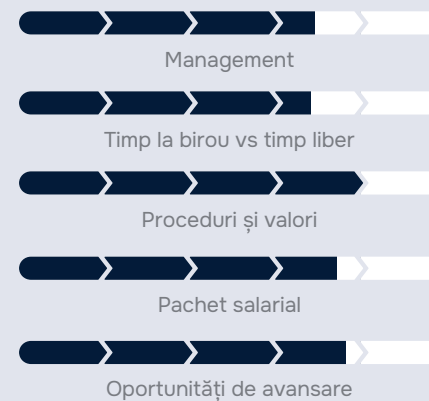 Management
Timp la birou vs timp liber
Proceduri și valori
Pachet salarial
Oportunități de avansare